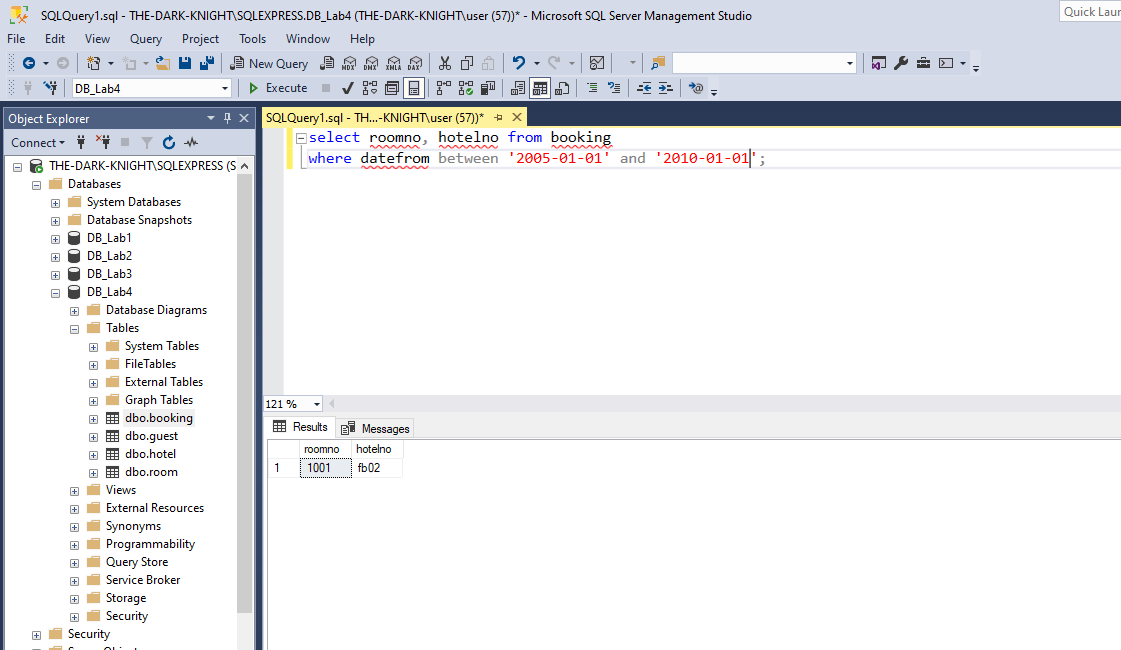 SQLQuery1.sql - THE-DARK-KNIGHT\SQLEXPRESS.DB_Lab4 (THE-DARK-KNIGHT\user (57))* - Microsoft SQL Server Management Studio
Quick Laun
File Edit View Query Project Tools Window Help
New Query MDX DMX XMLA DAX
DB_Lab4 Execute
Object Explorer
SQLQuery1.sql - TH...-KNIGHT\user (57))*
Connect
THE-DARK-KNIGHT\SQLEXPRESS (S
Databases
System Databases
Database Snapshots
DB_Lab1
DB_Lab2
DB_Lab3
DB_Lab4
Database Diagrams
Tables
System Tables
FileTables
External Tables
Graph Tables
dbo.booking
dbo.guest
dbo.hotel
dbo.room
Views
External Resources
Synonyms
Programmability
Query Store
Service Broker
Storage
Security
Security
select roomno, hotelno from booking
where datefrom between '2005-01-01' and '2010-01-01';
121 %
Results Messages
roomno hotelno
1 1001 fb02